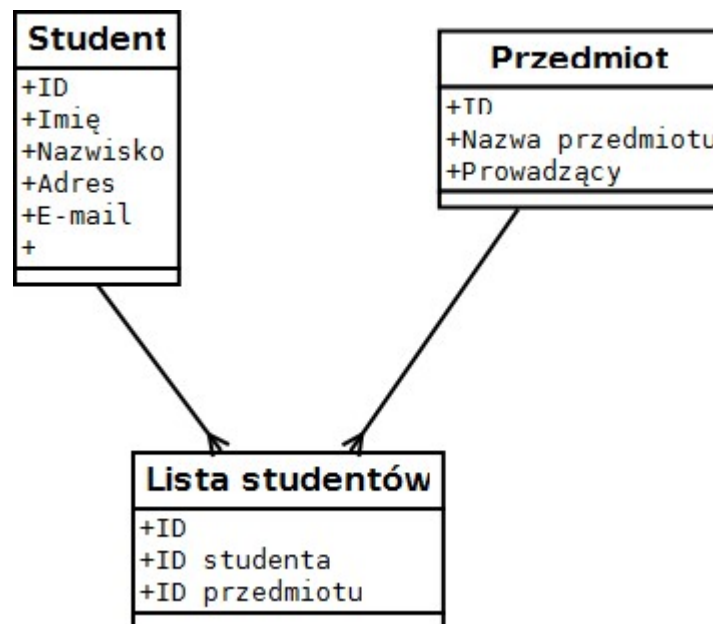 Student
+ID
+Imię
+Nazwisko
+Adres
+E-mail
+
Przedmiot
+ID
+Nazwa przedmiotu
+Prowadzący
Lista studentów
+ID
+ID studenta
+ID przedmiotu